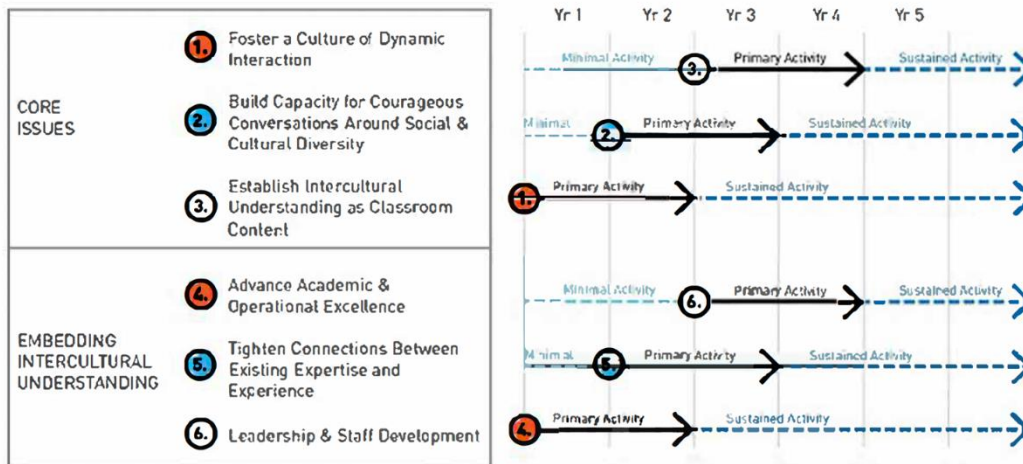 CORE
ISSUES
1. Foster a Culture of Dynamic
Interaction
2. Build Capacity for Courageous
Conversations Around Social &
Cultural Diversity
3. Establish Intercultural
Understanding as Classroom
Content
EMBEDDING
INTERCULTURAL
UNDERSTANDING
4. Advance Academic
& Operational Excellence
5. Tighten Connections Between
Existing Expertise and
Experience
6. Leadership & Staff Development
Yr 1 Yr 2 Yr 3 Yr 4 Yr 5
Minimal Activity 3. Primary Activity Sustained Activity
Minimal 2. Primary Activity Sustained Activity
1. Primary Activity Sustained Activity
Minimal Activity 6. Primary Activity Sustained Activity
Minimal 5. Primary Activity Sustained Activity
4. Primary Activity Sustained Activity